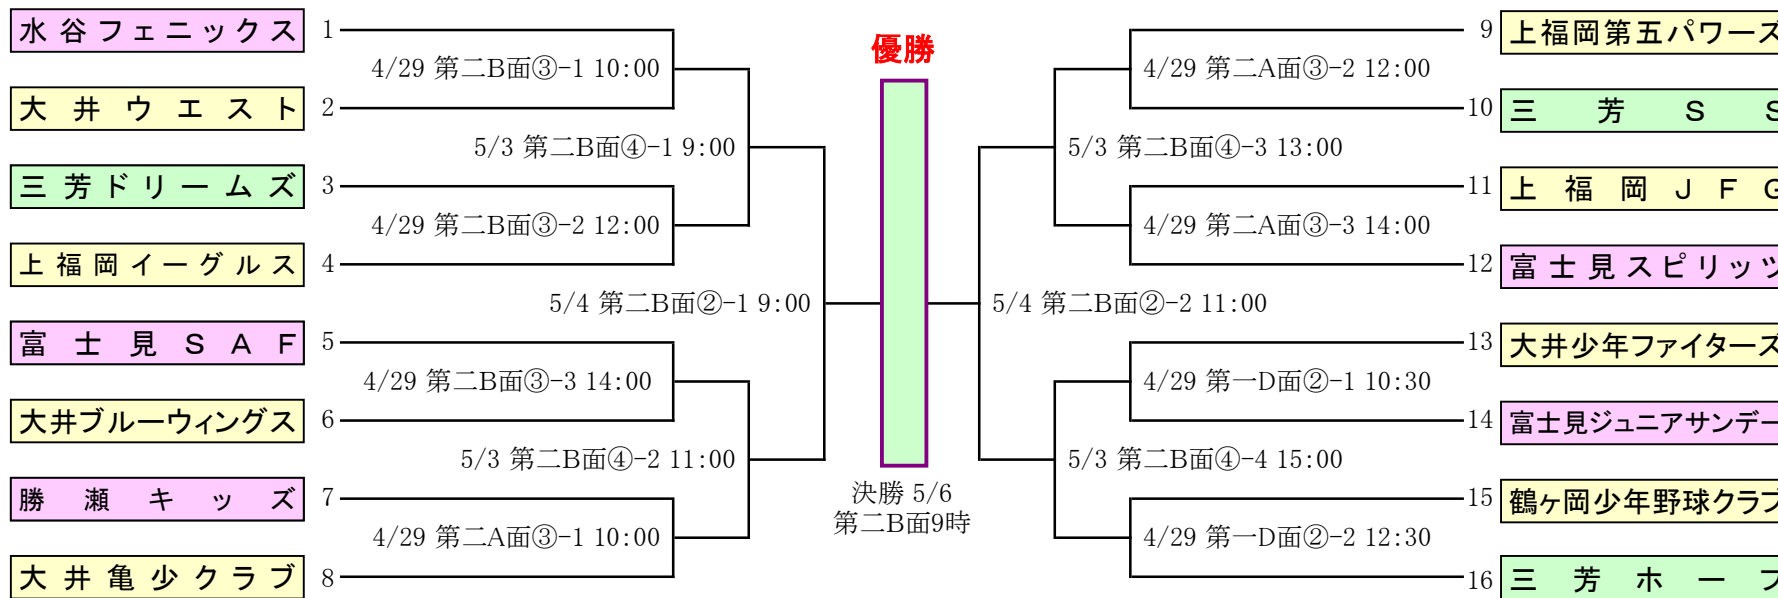 水谷フェニックス 1
4/29 第二B面③-1 10:00
大井ウエスト 2
5/3 第二B面④-1 9:00
三芳ドリームズ 3
4/29 第二B面③-2 12:00
上福岡イーグルス 4
5/4 第二B面②-1 9:00
富士見SAF 5
4/29 第二B面③-3 14:00
大井ブルーウィングス 6
5/3 第二B面④-2 11:00
勝瀬キッズ 7
4/29 第二A面③-1 10:00
大井亀少クラブ 8
優勝
決勝 5/6
第二B面9時
9 上福岡第五パワーズ
4/29 第二A面③-2 12:00
10 三芳SS
5/3 第二B面④-3 13:00
11 上福岡JFG
4/29 第二A面③-3 14:00
12 富士見スピリッツ
5/4 第二B面②-2 11:00
13 大井少年ファイターズ
4/29 第一D面②-1 10:30
14 富士見ジュニアサンデー
5/3 第二B面④-4 15:00
15 鶴ヶ岡少年野球クラブ
4/29 第一D面②-2 12:30
16 三芳ホープ